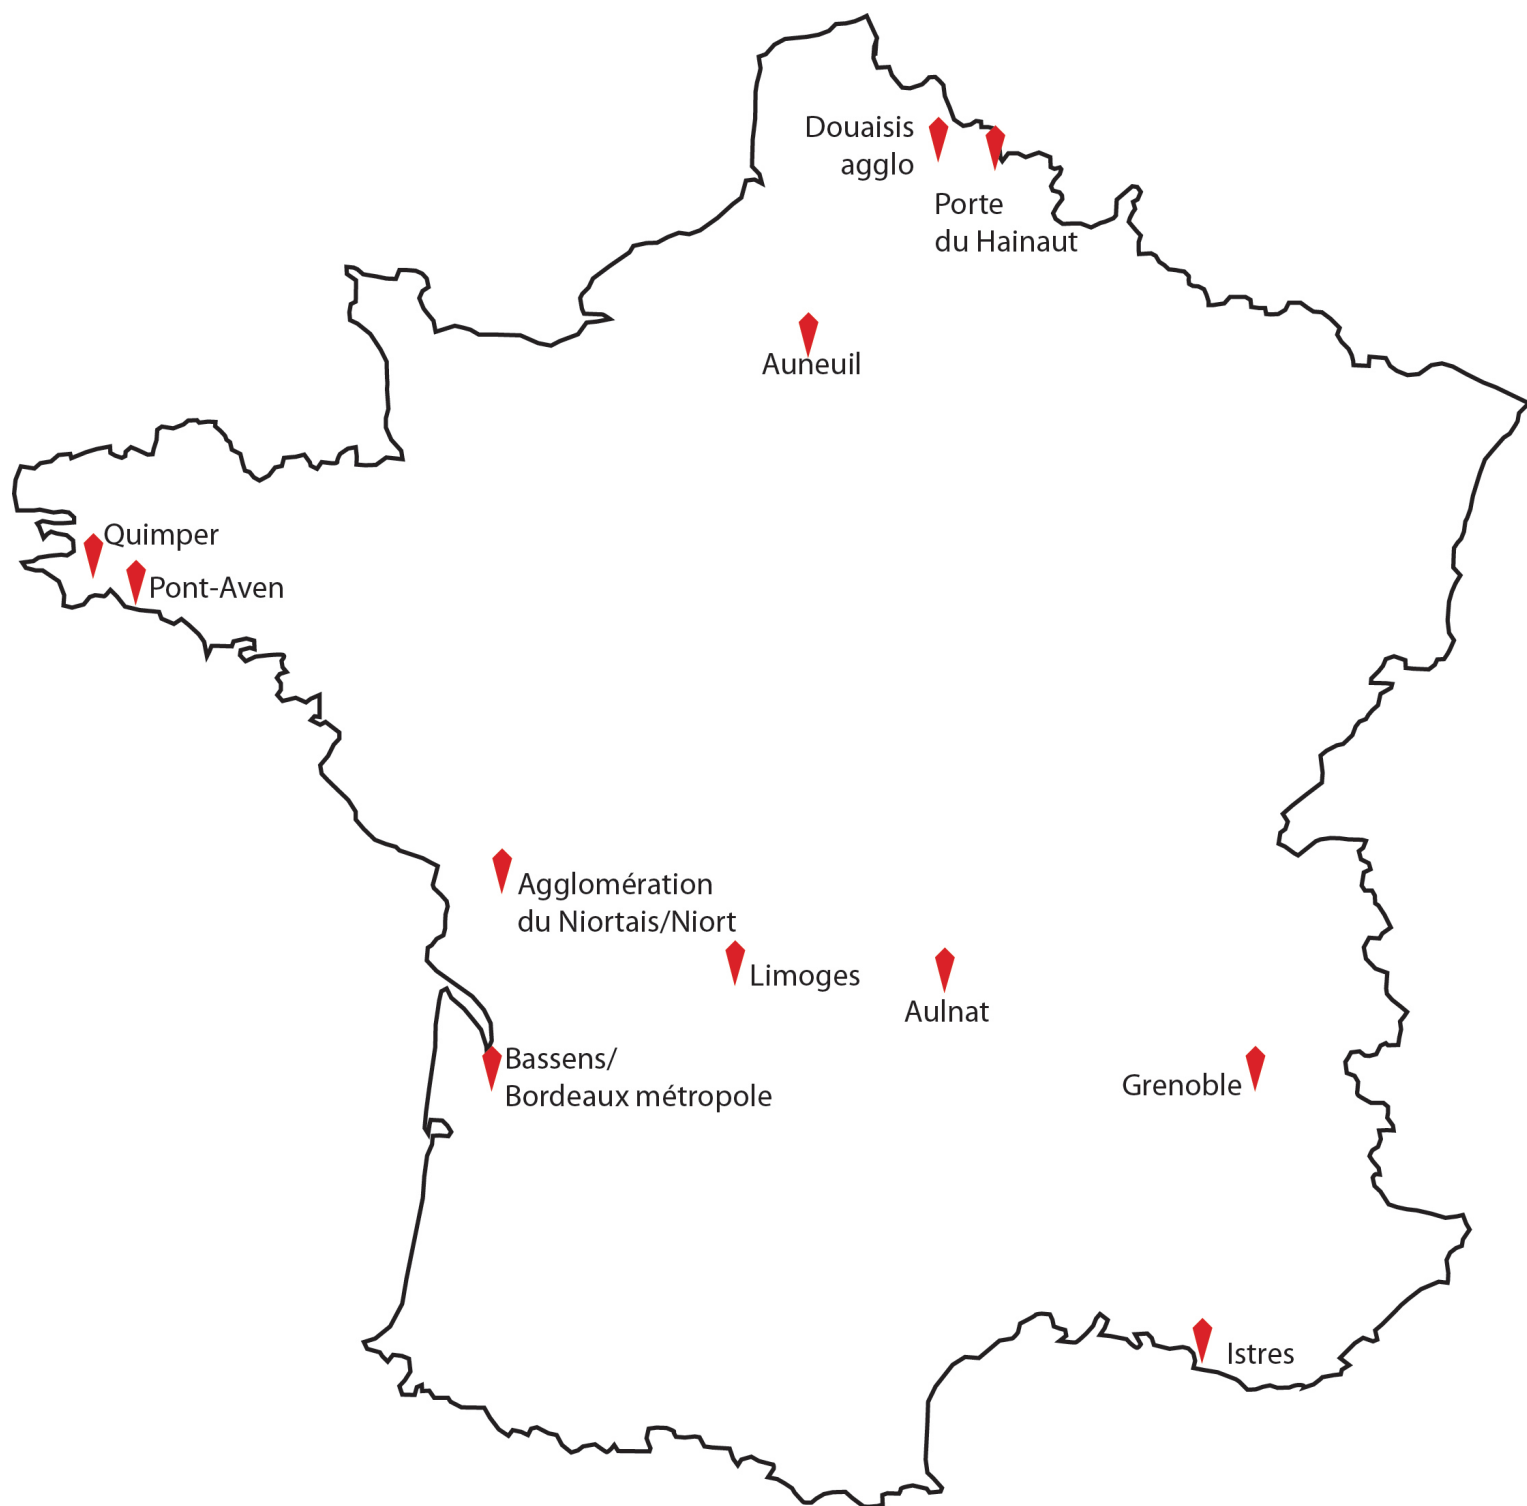 Douaisis
agglo
Porte
du Hainaut
Auneuil
Quimper
Pont-Aven
Agglomération
du Niortais/Niort
Limoges
Aulnat
Bassens/
Bordeaux métropole
Grenoble
Istres